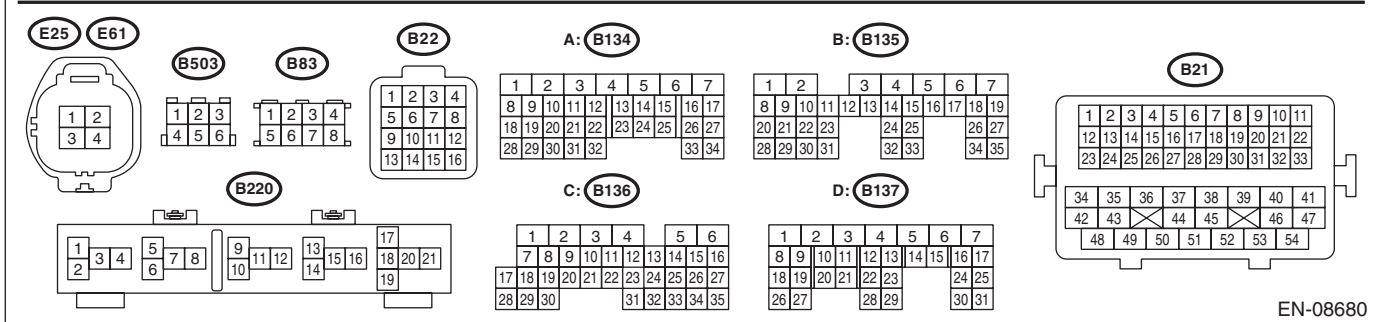 E25 E61
B503
B83
B22
A: B134
B: B135
B21
1 2
3 4
1 2 3
4 5 6
1 2 3 4
5 6 7 8
1 2 3 4
5 6 7 8
9 10 11 12
13 14 15 16
1 2 3 4 5 6 7
8 9 10 11 12 13 14 15 16 17
18 19 20 21 22 23 24 25 26 27
28 29 30 31 32 33 34
1 2 3 4 5 6 7
8 9 10 11 12 13 14 15 16 17 18 19
20 21 22 23 24 25 26 27
28 29 30 31 32 33 34 35
1 2 3 4 5 6 7 8 9 10 11
12 13 14 15 16 17 18 19 20 21 22
23 24 25 26 27 28 29 30 31 32 33
34 35 36 37 38 39 40 41
42 43 44 45 46 47
48 49 50 51 52 53 54
B220
C: B136
D: B137
1 5 9 13 17
3 4 7 8 11 12 15 16 18 20 21
2 6 10 14 19
1 2 3 4 5 6
7 8 9 10 11 12 13 14 15 16
17 18 19 20 21 22 23 24 25 26 27
28 29 30 31 32 33 34 35
1 2 3 4 5 6 7
8 9 10 11 12 13 14 15 16 17
18 19 20 21 22 23 24 25
26 27 28 29 30 31
EN-08680